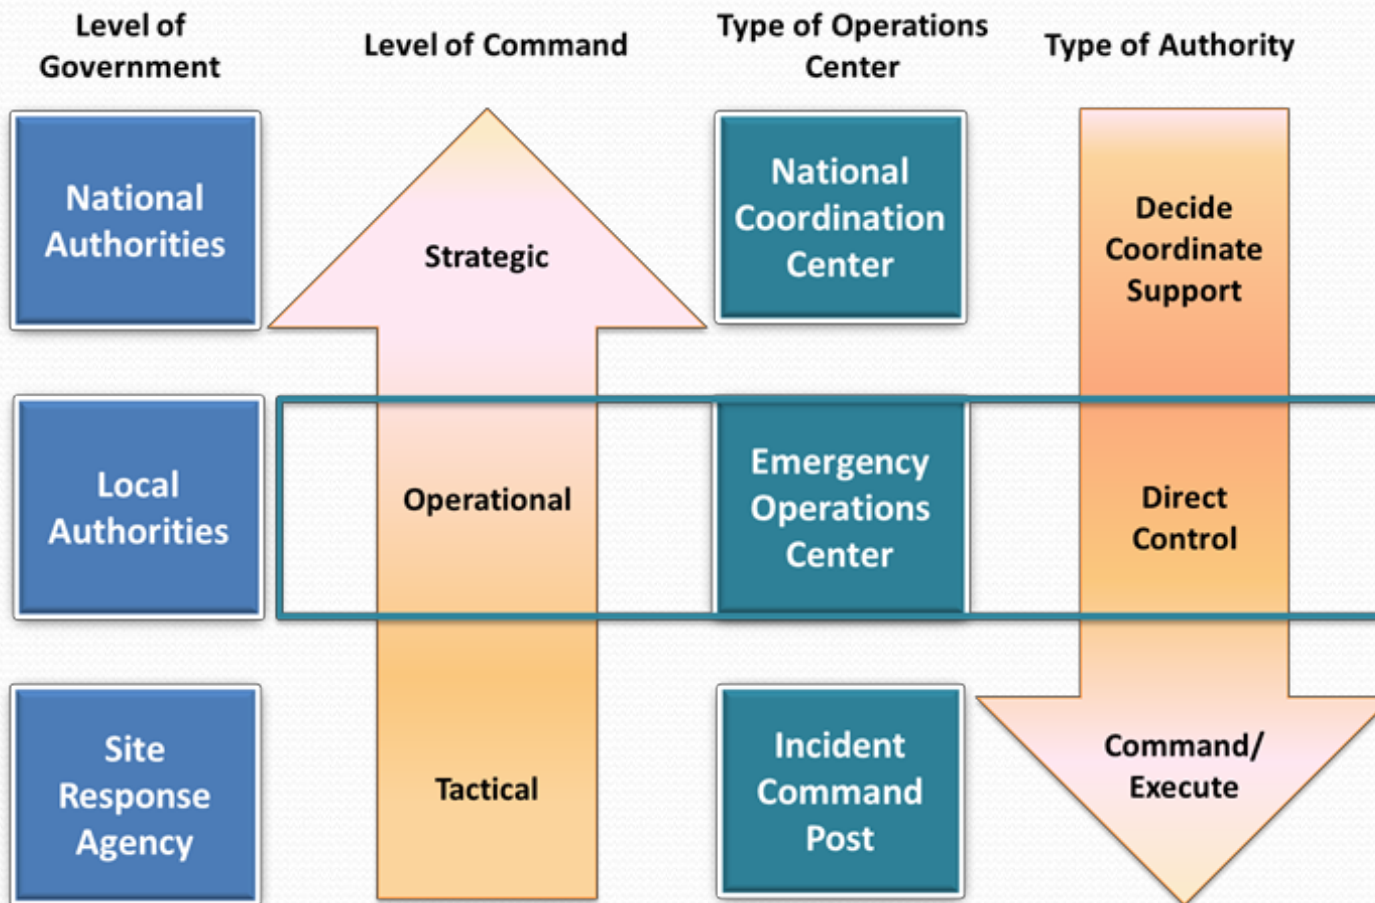 Level of
Government
Level of Command
Type of Operations
Center
Type of Authority
National
Authorities
Strategic
National
Coordination
Center
Decide
Coordinate
Support
Local
Authorities
Operational
Emergency
Operations
Center
Direct
Control
Site
Response
Agency
Tactical
Incident
Command
Post
Command/
Execute